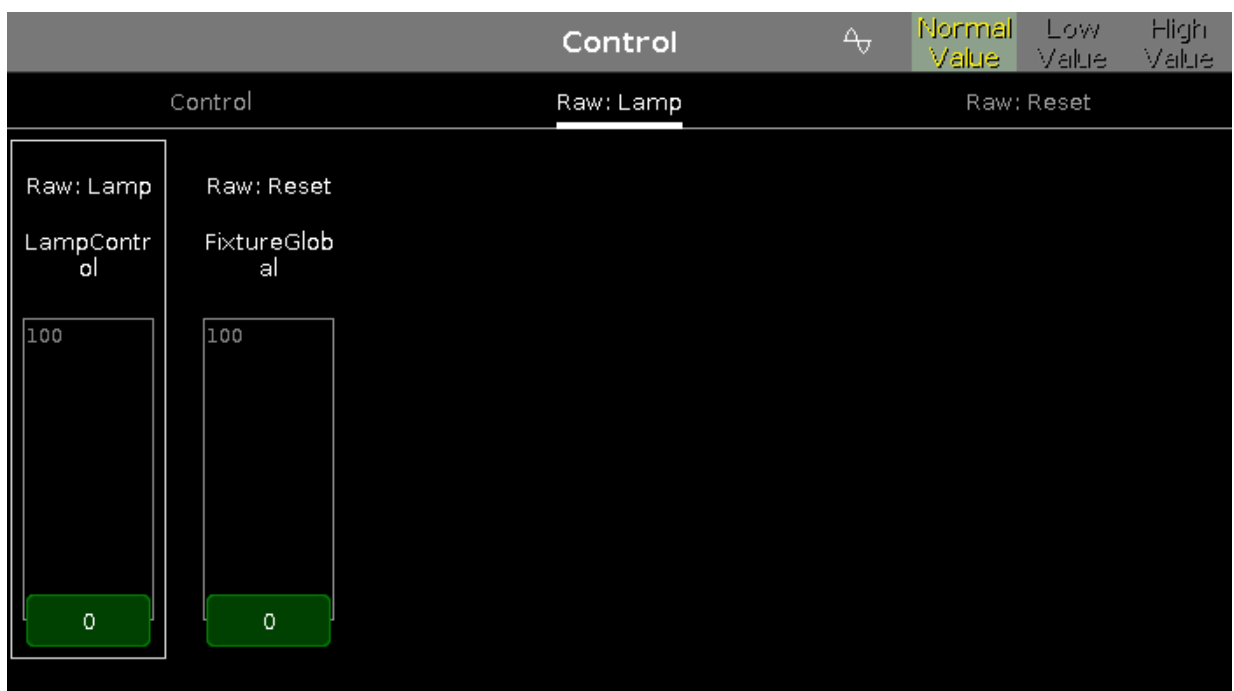 Control
Normal Low High
Value Value Value
Control Raw: Lamp Raw: Reset
Raw: Lamp Raw: Reset
LampContr FixtureGlob
ol al
100 100
0 0